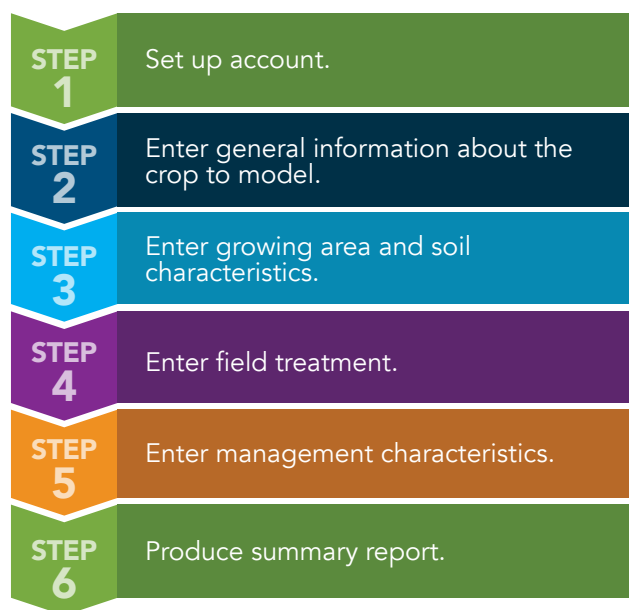 STEP
1
Set up account.
STEP
2
Enter general information about the
crop to model.
STEP
3
Enter growing area and soil
characteristics.
STEP
4
Enter field treatment.
STEP
5
Enter management characteristics.
STEP
6
Produce summary report.